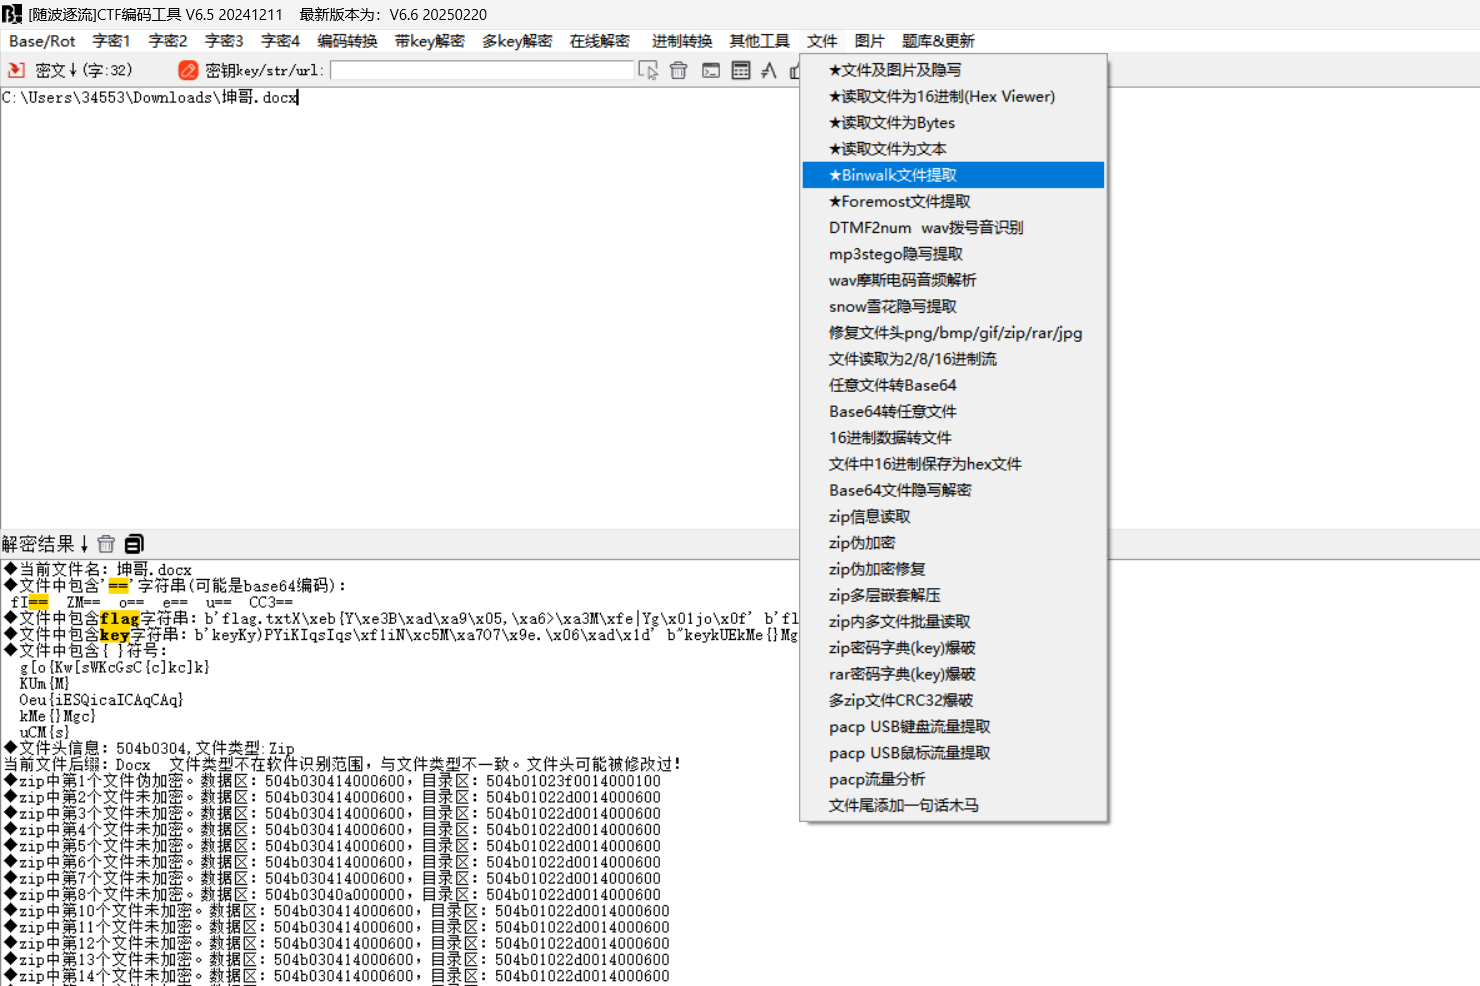 [随波逐流]CTF编码工具 V6.5 20241211 最新版本为: V6.6 20250220
Base/Rot 字密1 字密2 字密3 字密4 编码转换 带key解密 多key解密 在线解密 进制转换 其他工具 文件 图片 题库&更新
密文↓(字:32) 密钥key/str/url:
C:\Users\34553\Downloads\坤哥.docx
★文件及图片及隐写
★读取文件为16进制(Hex Viewer)
★读取文件为Bytes
★读取文件为文本
★Binwalk文件提取
★Foremost文件提取
DTMF2num wav拨号音识别
mp3stego隐写提取
wav摩斯电码音频解析
snow雪花隐写提取
修复文件头png/bmp/gif/zip/rar/jpg
文件读取为2/8/16进制流
任意文件转Base64
Base64转任意文件
16进制数据转文件
文件中16进制保存为hex文件
Base64文件隐写解密
zip信息读取
zip伪加密
zip伪加密修复
zip多层嵌套解压
zip内多文件批量读取
zip密码字典(key)爆破
rar密码字典(key)爆破
多zip文件CRC32爆破
pacp USB键盘流量提取
pacp USB鼠标流量提取
pacp流量分析
文件尾添加一句话木马
解密结果↓
◆当前文件名: 坤哥.docx
◆文件中包含'=='字符串(可能是base64编码):
fI== ZM== o== e== u== CC3==
◆文件中包含flag字符串: b'flag.txtX\xeb{Y\xe3B\xad\xa9\x05,\xa6>\xa3M\xfe|Yg\x01jo\x0f' b'fl
◆文件中包含key字符串: b'keyKy)PYiKIqsIqs\xf1iN\xc5M\xa7O7\x9e.\x06\xad\x1d' b"keykUEkMe{}Mg
◆文件中包含{ }符号:
g[o{Kw[sWKcGsC{c]kc]k}
KUm{M}
Oeu{iESQicaICAqCAq}
kMe{}Mgc}
uCM{s}
◆文件头信息: 504b0304,文件类型:Zip
当前文件后缀: Docx 文件类型不在软件识别范围, 与文件类型不一致。文件头可能被修改过!
◆zip中第1个文件伪加密。数据区: 504b030414000600, 目录区: 504b01023f0014000100
◆zip中第2个文件未加密。数据区: 504b030414000600, 目录区: 504b01022d0014000600
◆zip中第3个文件未加密。数据区: 504b030414000600, 目录区: 504b01022d0014000600
◆zip中第4个文件未加密。数据区: 504b030414000600, 目录区: 504b01022d0014000600
◆zip中第5个文件未加密。数据区: 504b030414000600, 目录区: 504b01022d0014000600
◆zip中第6个文件未加密。数据区: 504b030414000600, 目录区: 504b01022d0014000600
◆zip中第7个文件未加密。数据区: 504b030414000600, 目录区: 504b01022d0014000600
◆zip中第8个文件未加密。数据区: 504b03040a000000, 目录区: 504b01022d0014000600
◆zip中第10个文件未加密。数据区: 504b030414000600, 目录区: 504b01022d0014000600
◆zip中第11个文件未加密。数据区: 504b030414000600, 目录区: 504b01022d0014000600
◆zip中第12个文件未加密。数据区: 504b030414000600, 目录区: 504b01022d0014000600
◆zip中第13个文件未加密。数据区: 504b030414000600, 目录区: 504b01022d0014000600
◆zip中第14个文件未加密。数据区: 504b030414000600, 目录区: 504b01022d0014000600